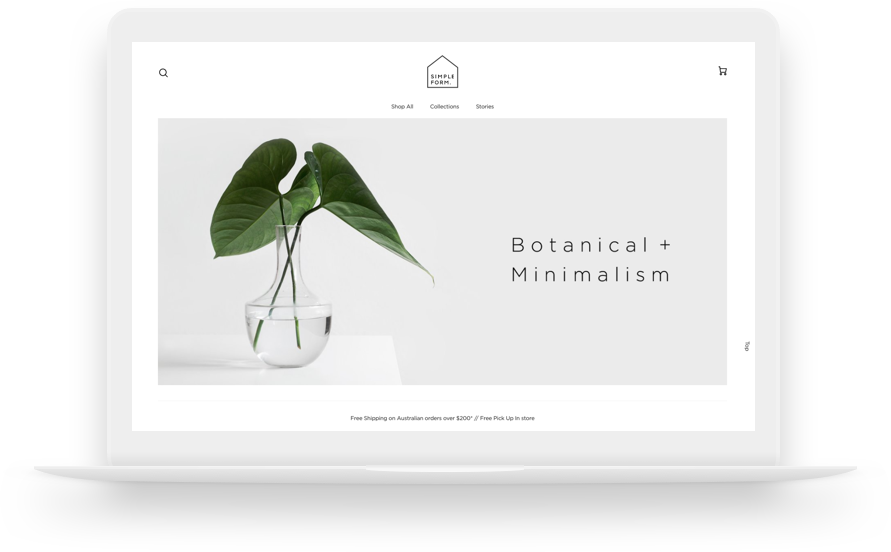 SIMPLE
FORM.
Shop All Collections Stories
Botanical +
Minimalism
Top
Free Shipping on Australian orders over $200* // Free Pick Up In store